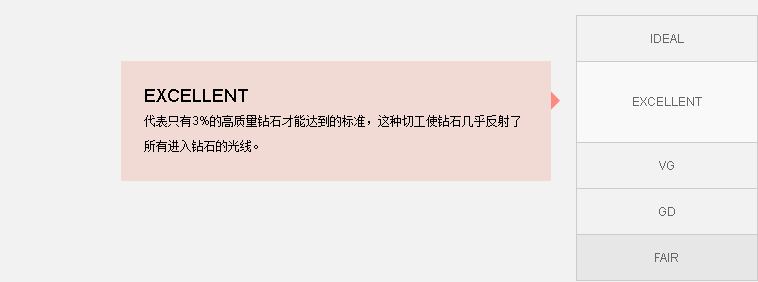 EXCELLENT
代表只有3%的高质量钻石才能达到的标准，这种切工使钻石几乎反射了
所有进入钻石的光线。
IDEAL
EXCELLENT
VG
GD
FAIR